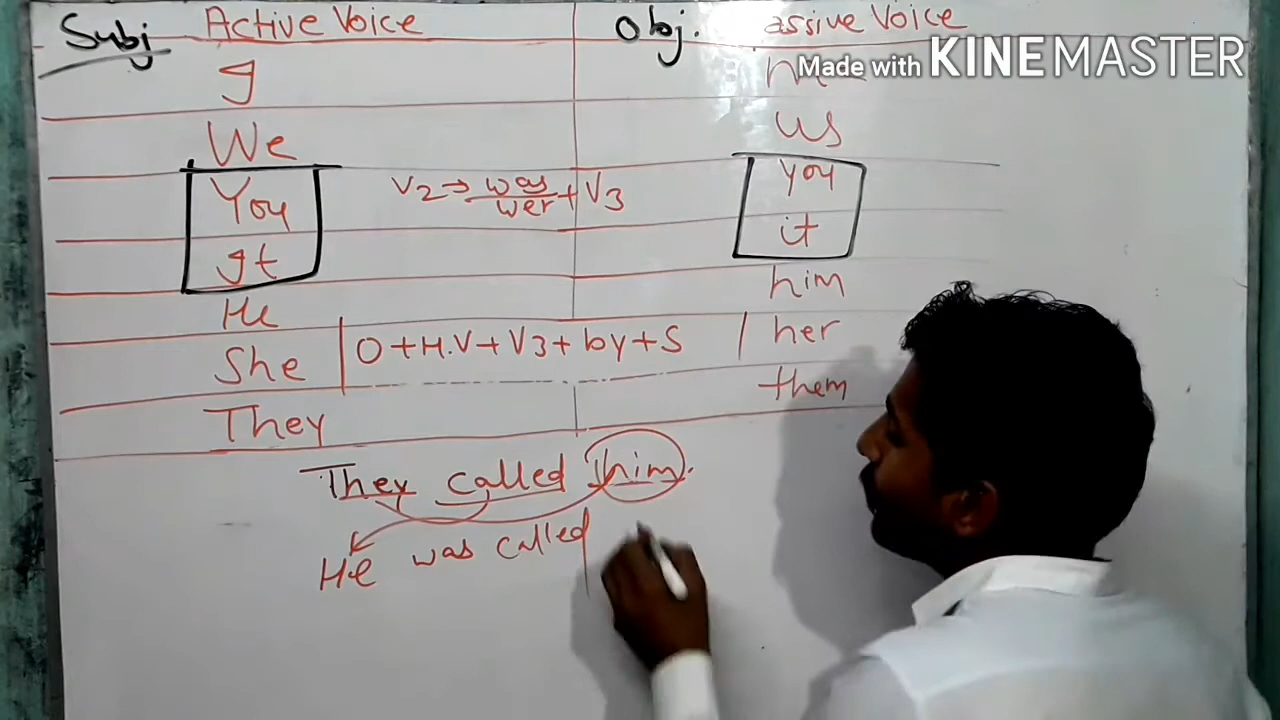 Subj Active Voice Obj. assive Voice
Made with KINEMASTER
I
We us
You V2 → was/wer + V3 you
It it
He him
She O+H.V+V3+by+S her
They them
They called him.
He was called